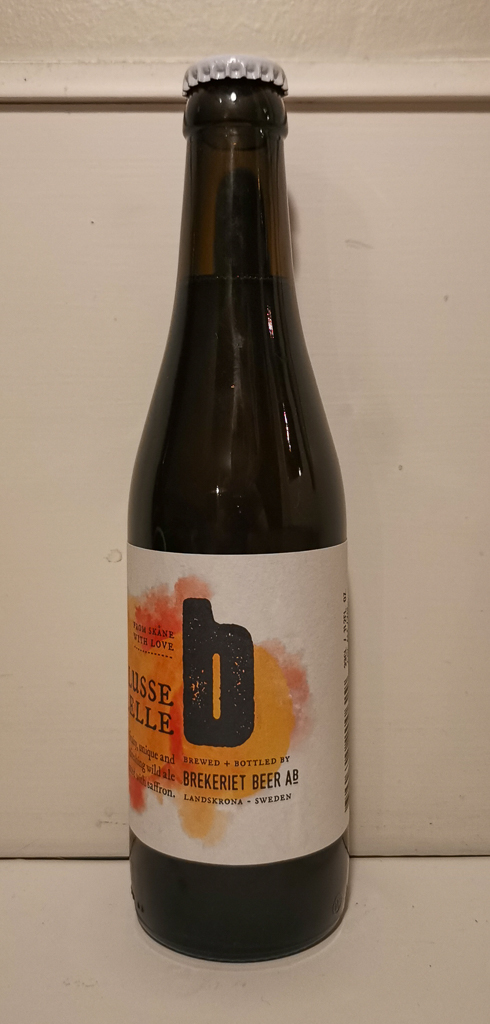 FROM SKÅNE
WITH LOVE
LUSSE
ELLE
unique and
wild ale
with saffron.
b
BREWED + BOTTLED BY
BREKERIET BEER AB
LANDSKRONA - SWEDEN